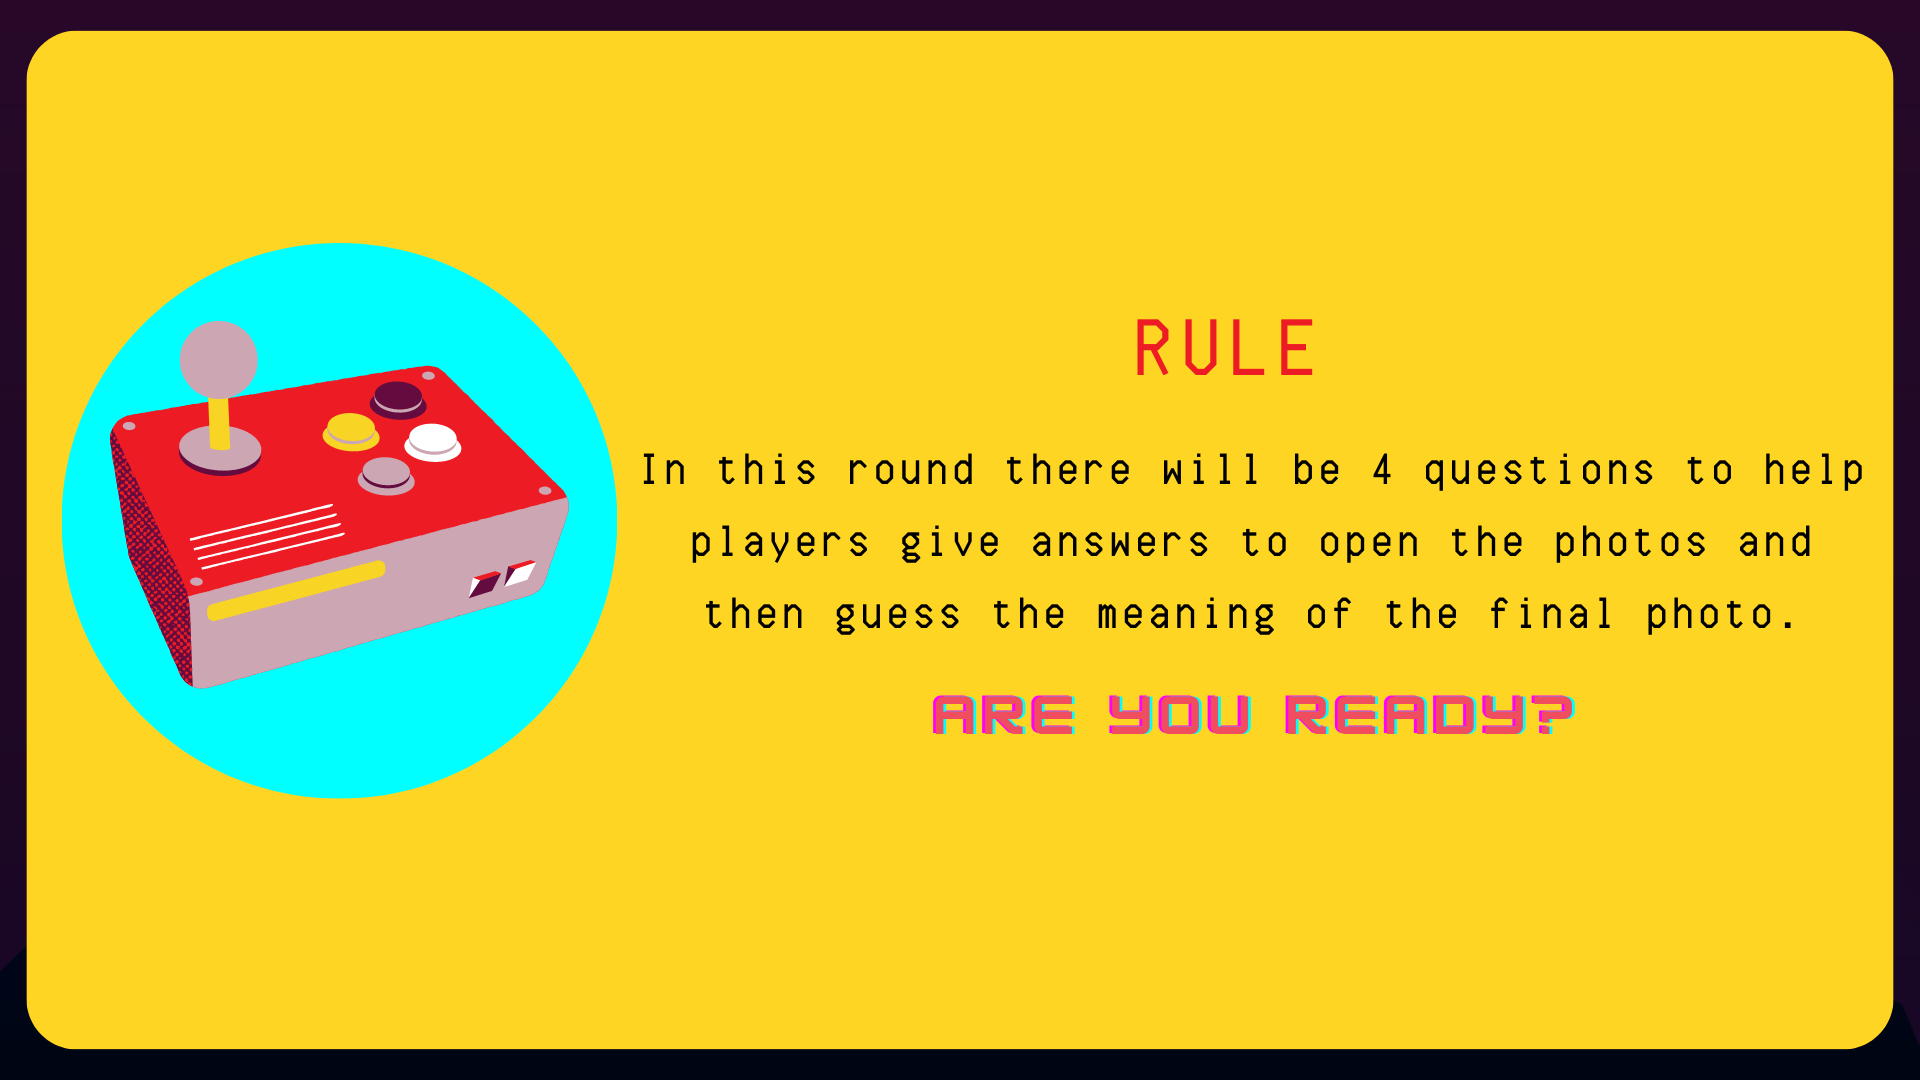 RULE
In this round there will be 4 questions to help
players give answers to open the photos and
then guess the meaning of the final photo.
ARE YOU READY?